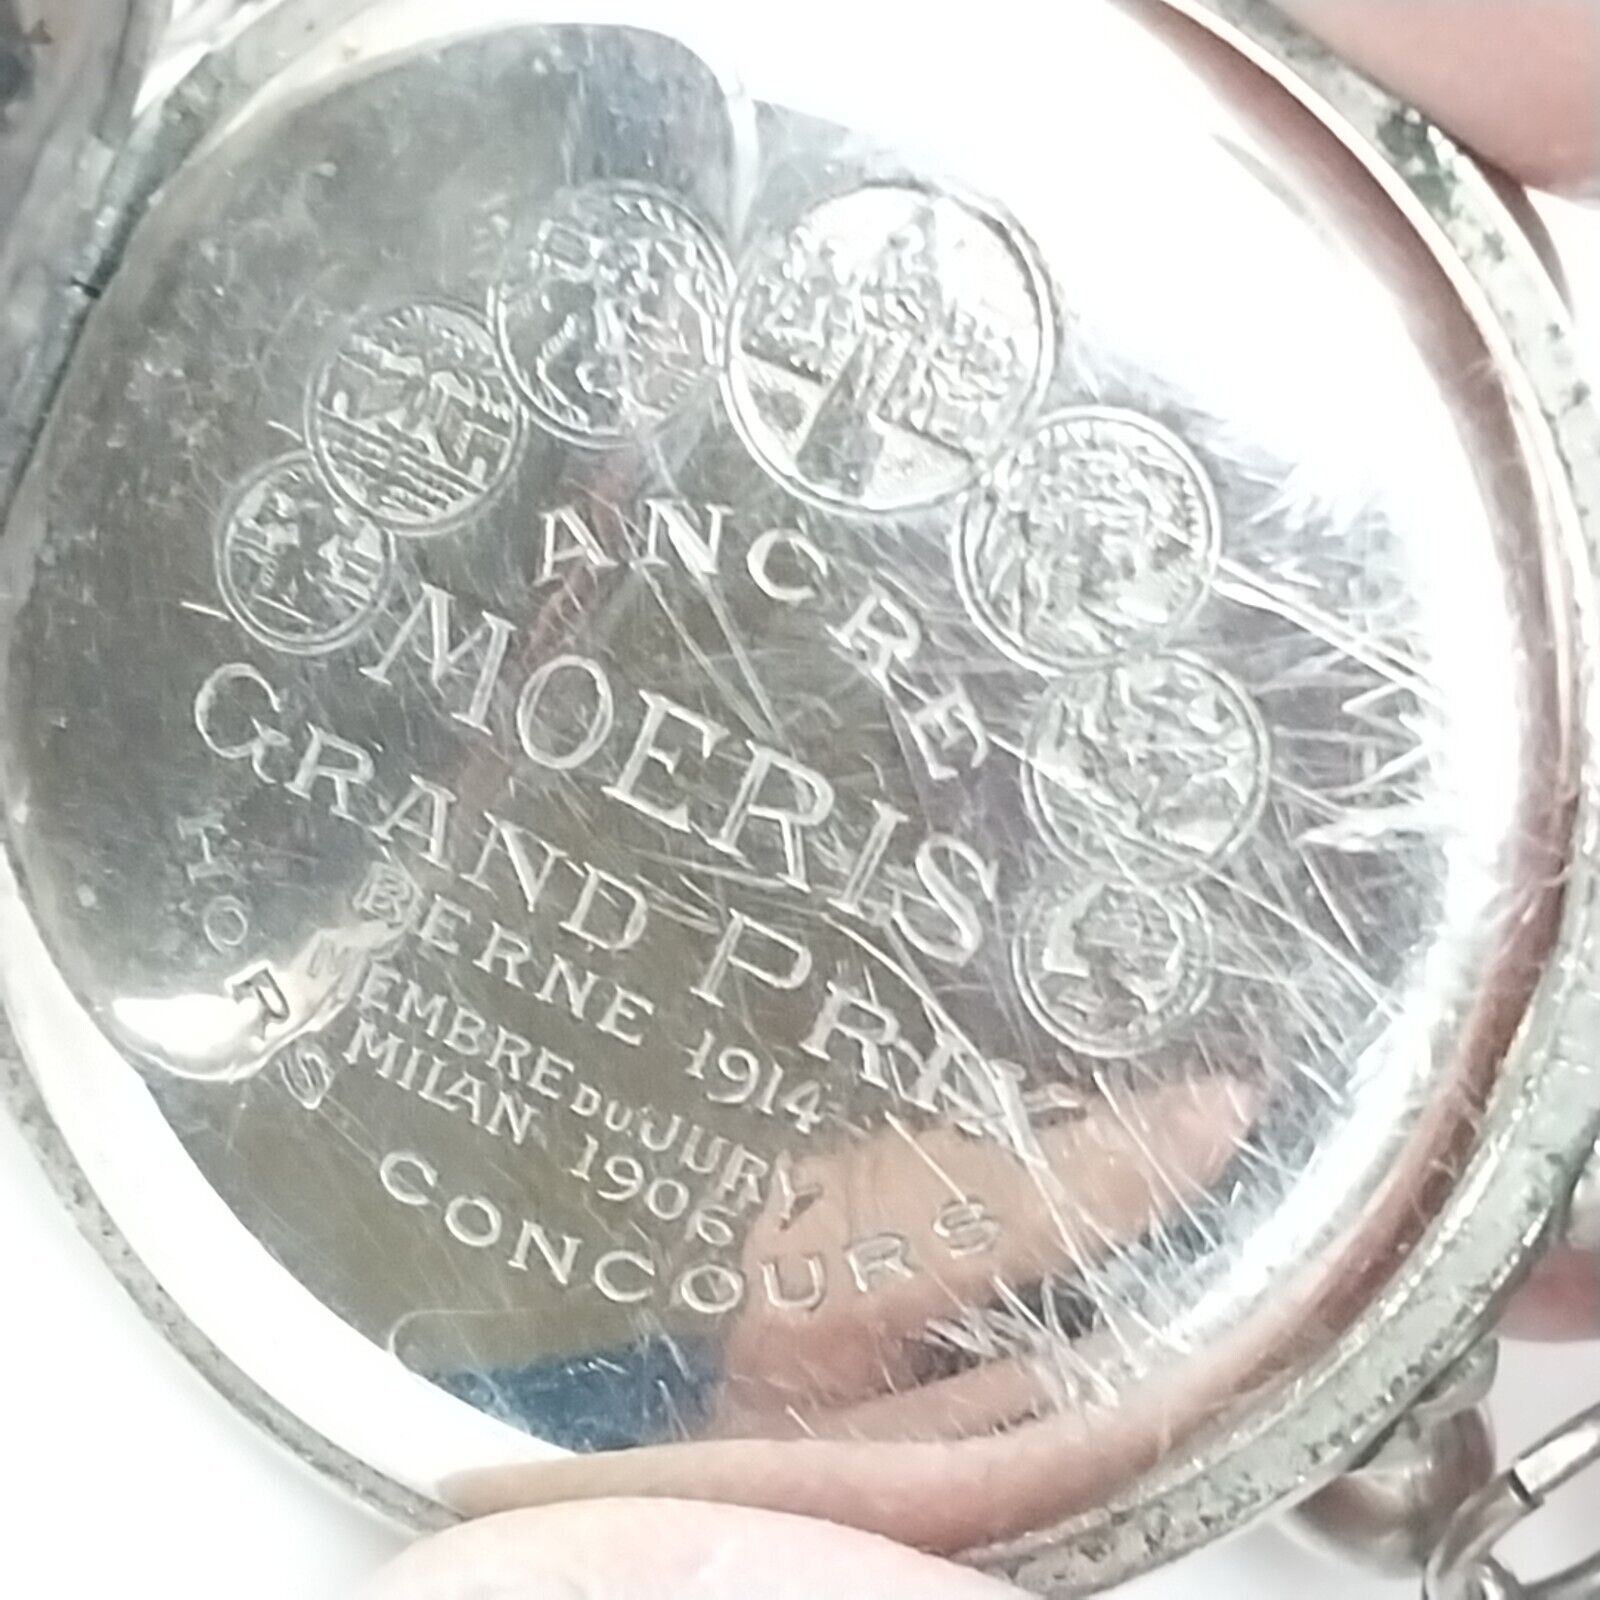 ANCRE
MOERIS
GRAND PRIX
BERNE 1914
MEMBRE DU JURY
MILAN 1906
HORS CONCOURS